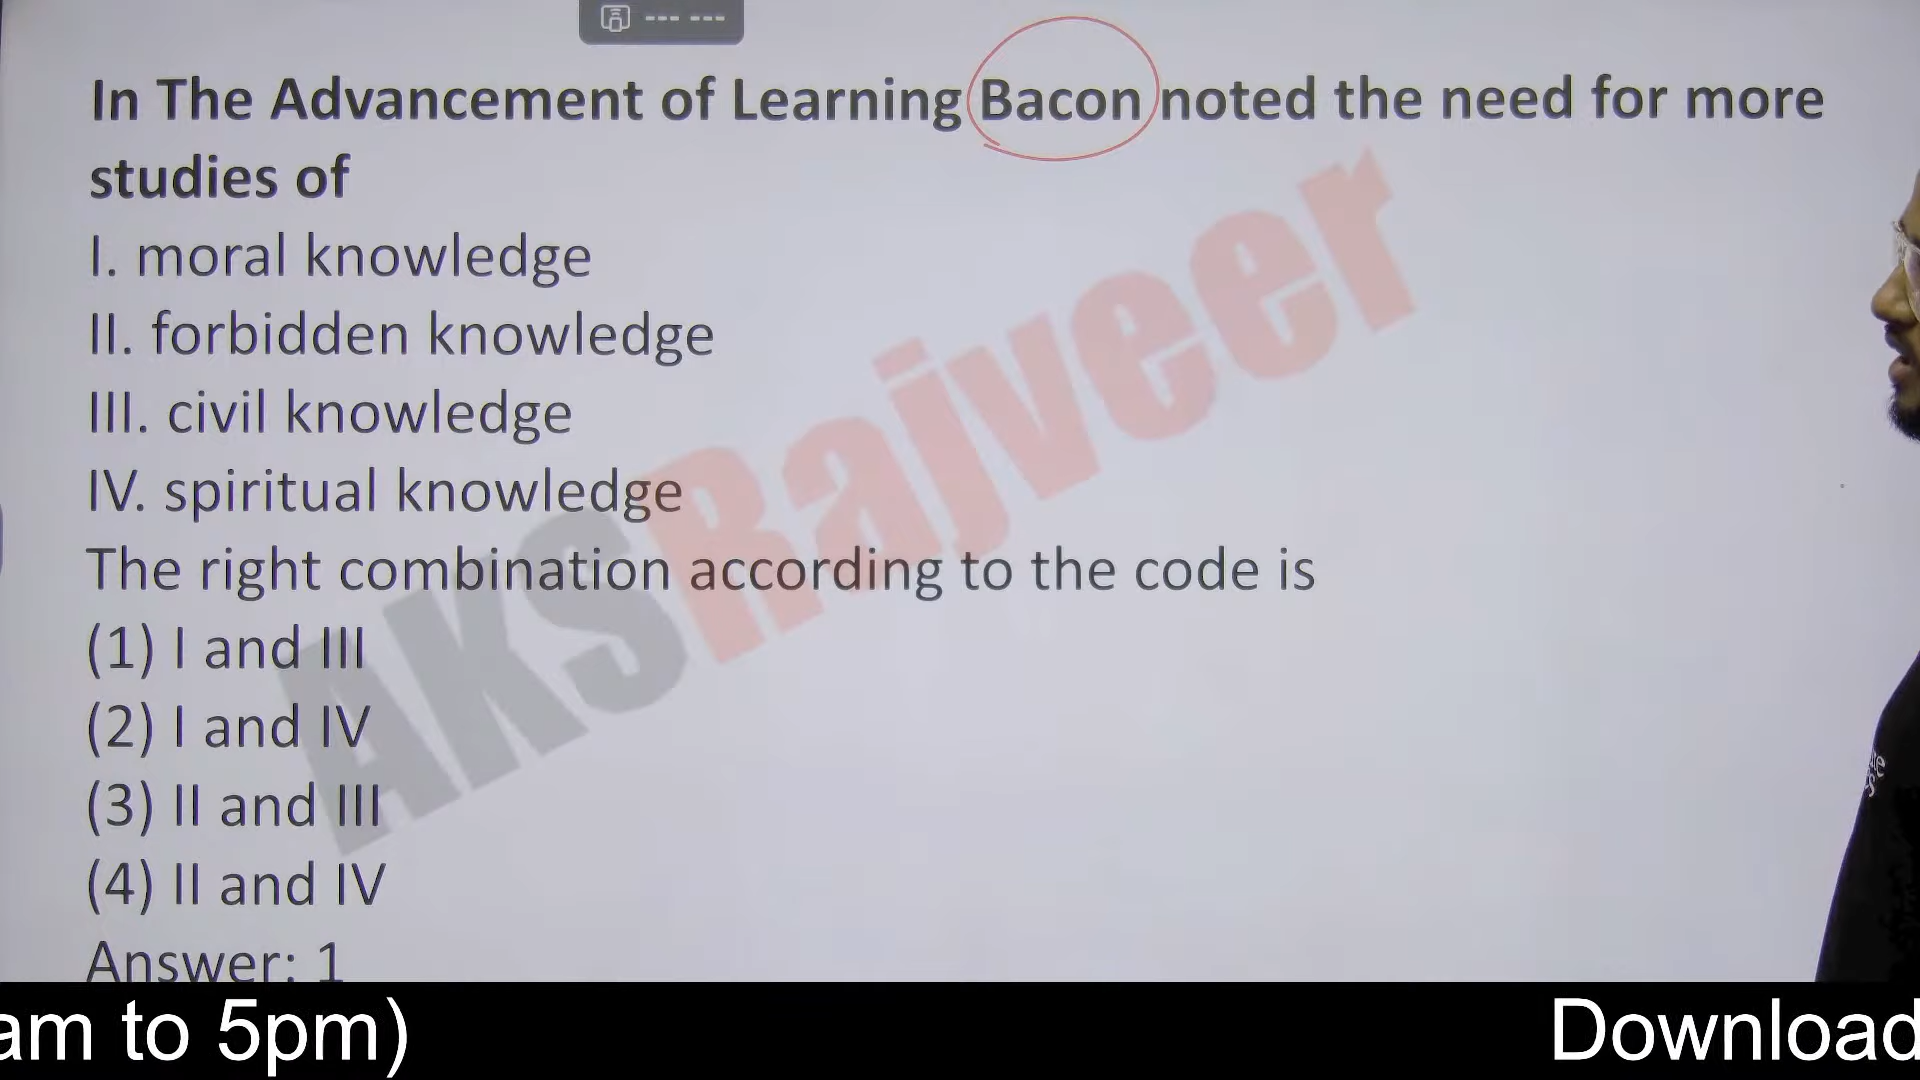 --- ---
In The Advancement of Learning Bacon noted the need for more
studies of
I. moral knowledge
II. forbidden knowledge
III. civil knowledge
IV. spiritual knowledge
The right combination according to the code is
(1) I and III
(2) I and IV
(3) II and III
(4) II and IV
Answer: 1
AKSRajveer
am to 5pm)
Download